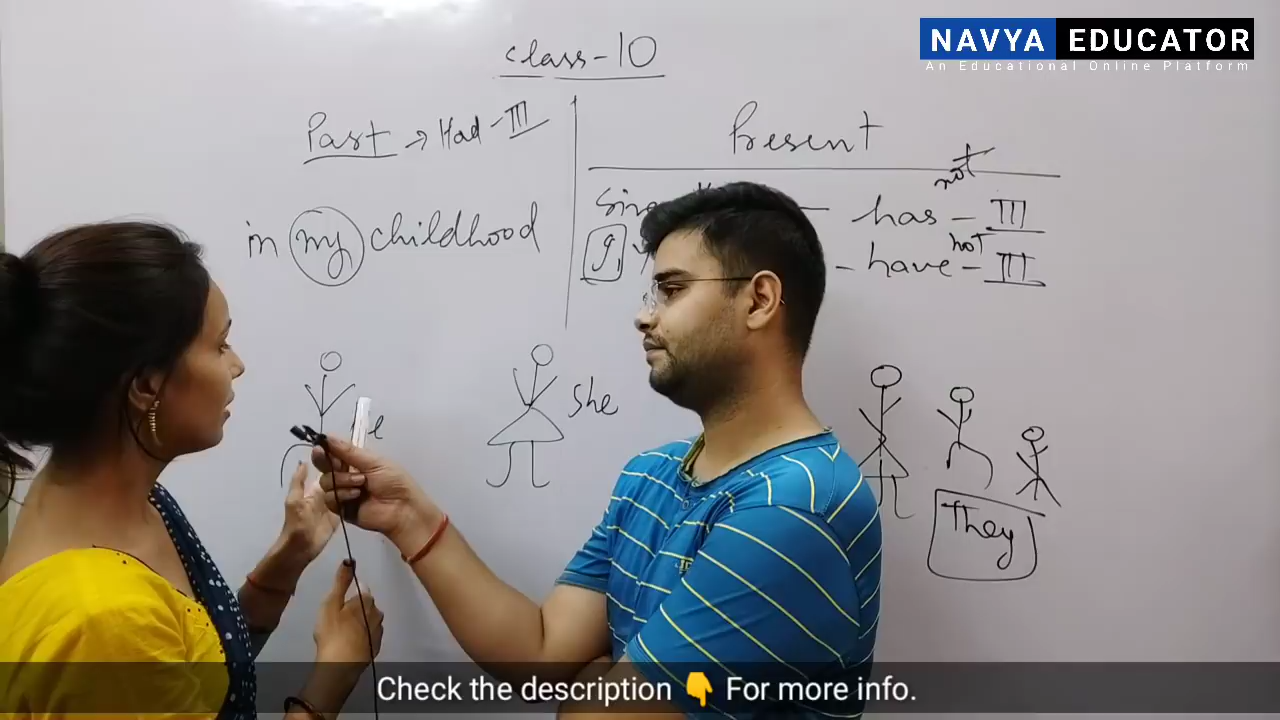 NAVYA EDUCATOR
An Educational Online Platform
class-10
Past → Had - III
Present
not
has - III
in my childhood
not
- have - III
She
They
Check the description 👇 For more info.